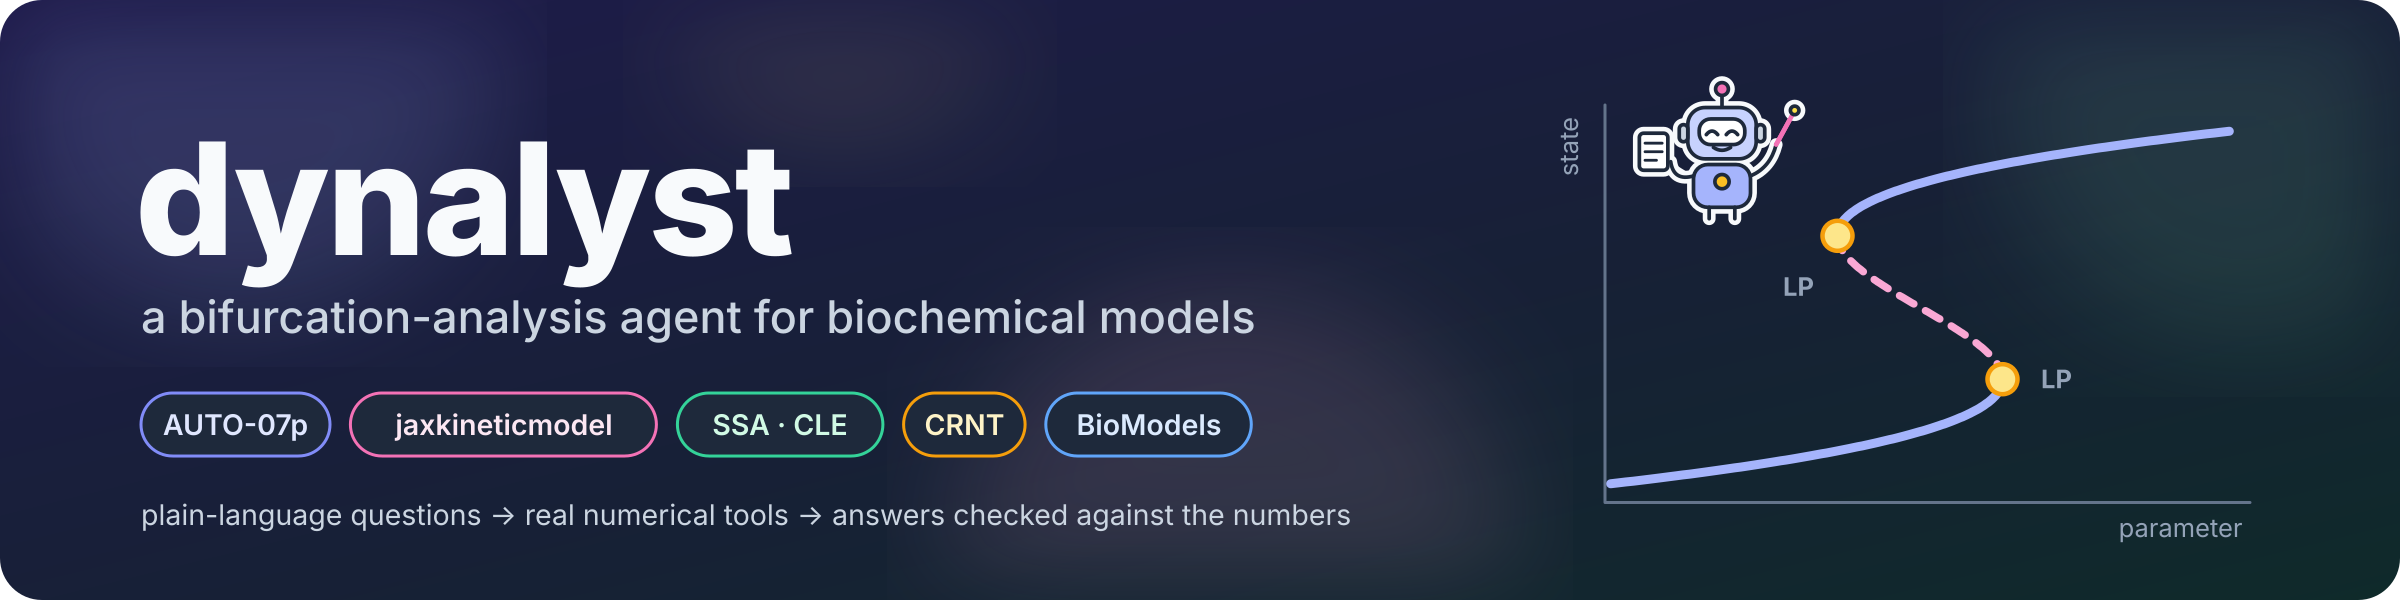 dynalyst
a bifurcation-analysis agent for biochemical models
AUTO-07p
jaxkineticmodel
SSA · CLE
CRNT
BioModels
plain-language questions → real numerical tools → answers checked against the numbers
state
LP
LP
parameter